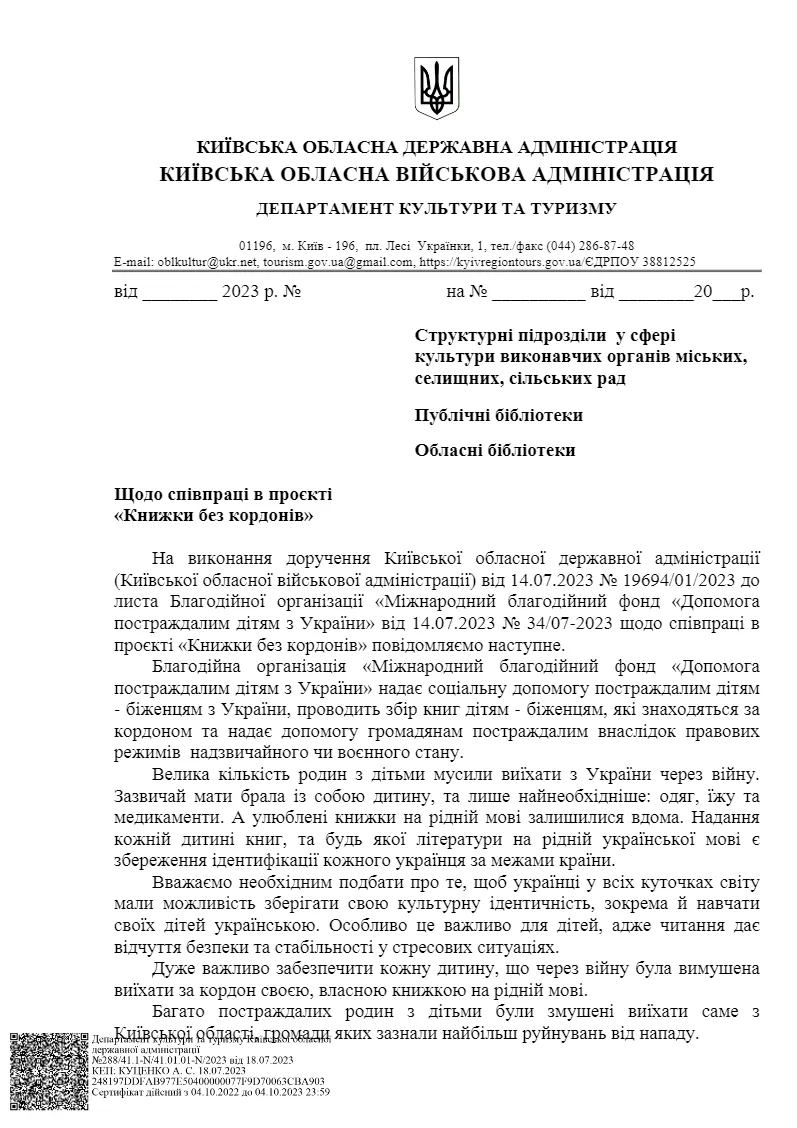 КИЇВСЬКА ОБЛАСНА ДЕРЖАВНА АДМІНІСТРАЦІЯ
КИЇВСЬКА ОБЛАСНА ВІЙСЬКОВА АДМІНІСТРАЦІЯ
ДЕПАРТАМЕНТ КУЛЬТУРИ ТА ТУРИЗМУ
01196, м. Київ - 196, пл. Лесі Українки, 1, тел./факс (044) 286-87-48
E-mail: oblkultur@ukr.net, tourism.gov.ua@gmail.com, https://kyivregiontours.gov.ua/ЄДРПОУ 38812525
від ________ 2023 р. № на № __________ від ________20___р.
Структурні підрозділи у сфері
культури виконавчих органів міських,
селищних, сільських рад
Публічні бібліотеки
Обласні бібліотеки
Щодо співпраці в проєкті
«Книжки без кордонів»
На виконання доручення Київської обласної державної адміністрації
(Київської обласної військової адміністрації) від 14.07.2023 № 19694/01/2023 до
листа Благодійної організації «Міжнародний благодійний фонд «Допомога
постраждалим дітям з України» від 14.07.2023 № 34/07-2023 щодо співпраці в
проєкті «Книжки без кордонів» повідомляємо наступне.
Благодійна організація «Міжнародний благодійний фонд «Допомога
постраждалим дітям з України» надає соціальну допомогу постраждалим дітям
- біженцям з України, проводить збір книг дітям - біженцям, які знаходяться за
кордоном та надає допомогу громадянам постраждалим внаслідок правових
режимів надзвичайного чи воєнного стану.
Велика кількість родин з дітьми мусили виїхати з України через війну.
Зазвичай мати брала із собою дитину, та лише найнеобхідніше: одяг, їжу та
медикаменти. А улюблені книжки на рідній мові залишилися вдома. Надання
кожній дитині книг, та будь якої літератури на рідній української мові є
збереження ідентифікації кожного українця за межами країни.
Вважаємо необхідним подбати про те, щоб українці у всіх куточках світу
мали можливість зберігати свою культурну ідентичність, зокрема й навчати
своїх дітей українською. Особливо це важливо для дітей, адже читання дає
відчуття безпеки та стабільності у стресових ситуаціях.
Дуже важливо забезпечити кожну дитину, що через війну була вимушена
виїхати за кордон своєю, власною книжкою на рідній мові.
Багато постраждалих родин з дітьми були змушені виїхати саме з
Київської області, громади яких зазнали найбільш руйнувань від нападу.
Департамент культури та туризму Київської обласної
державної адміністрації
№288/41.1-N/41.01.01-N/2023 від 18.07.2023
КЕП: КУЦЕНКО А. С. 18.07.2023
248197DDFAB977E50400000077F9D70063CBA903
Сертифікат дійсний з 04.10.2022 до 04.10.2023 23:59